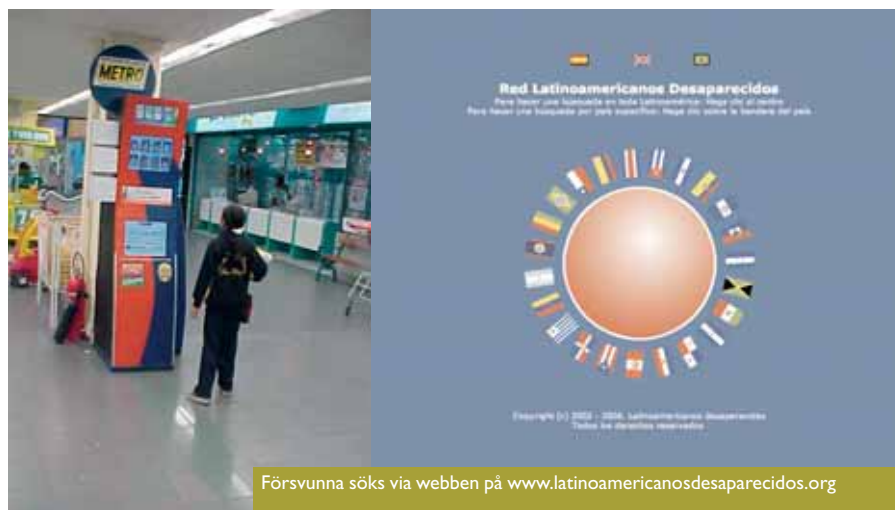 METRO
Red Latinoamericanos Desaparecidos
Para hacer una búsqueda en toda Latinoamérica: Haga clic al centro
Para hacer una búsqueda por país específico: Haga clic sobre la bandera del país
Copyright (c) 2002 - 2006. Latinoamericanos desaparecidos
Todos los derechos reservados
Försvunna söks via webben på www.latinoamericanosdesaparecidos.org